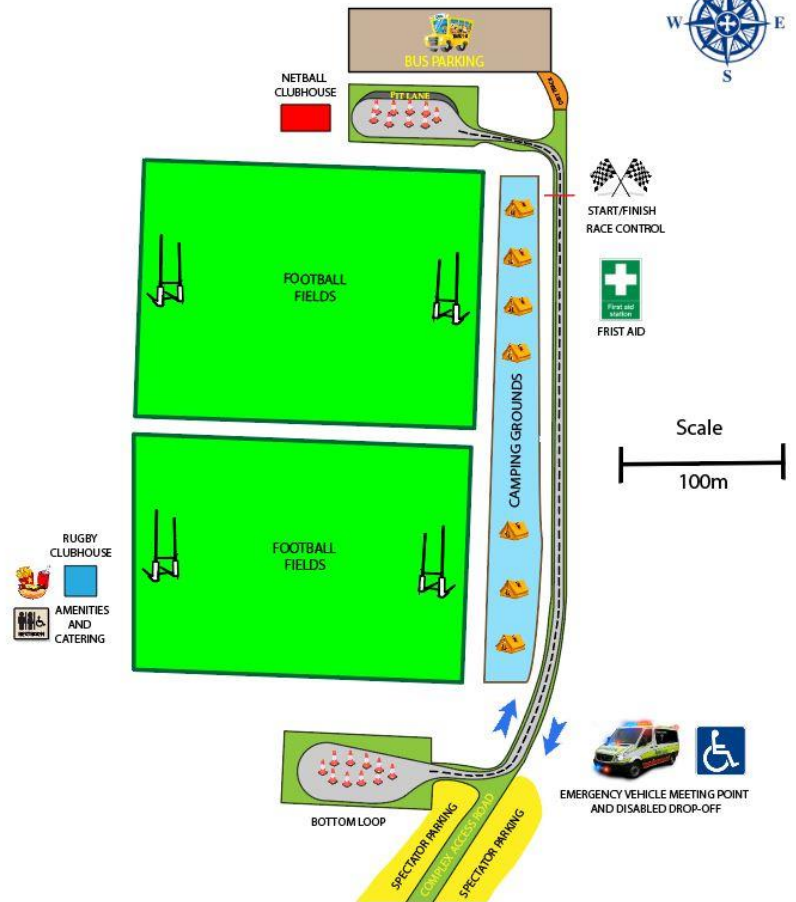 W
E
S
BUS PARKING
NETBALL
CLUBHOUSE
PIT LANE
DIRT TRACK
START/FINISH
RACE CONTROL
FOOTBALL
FIELDS
First aid
station
FRIST AID
CAMPING GROUNDS
Scale
100m
RUGBY
CLUBHOUSE
AMENITIES
AND
CATERING
FOOTBALL
FIELDS
EMERGENCY VEHICLE MEETING POINT
AND DISABLED DROP-OFF
BOTTOM LOOP
SPECTATOR PARKING
COMPLEX ACCESS ROAD
SPECTATOR PARKING